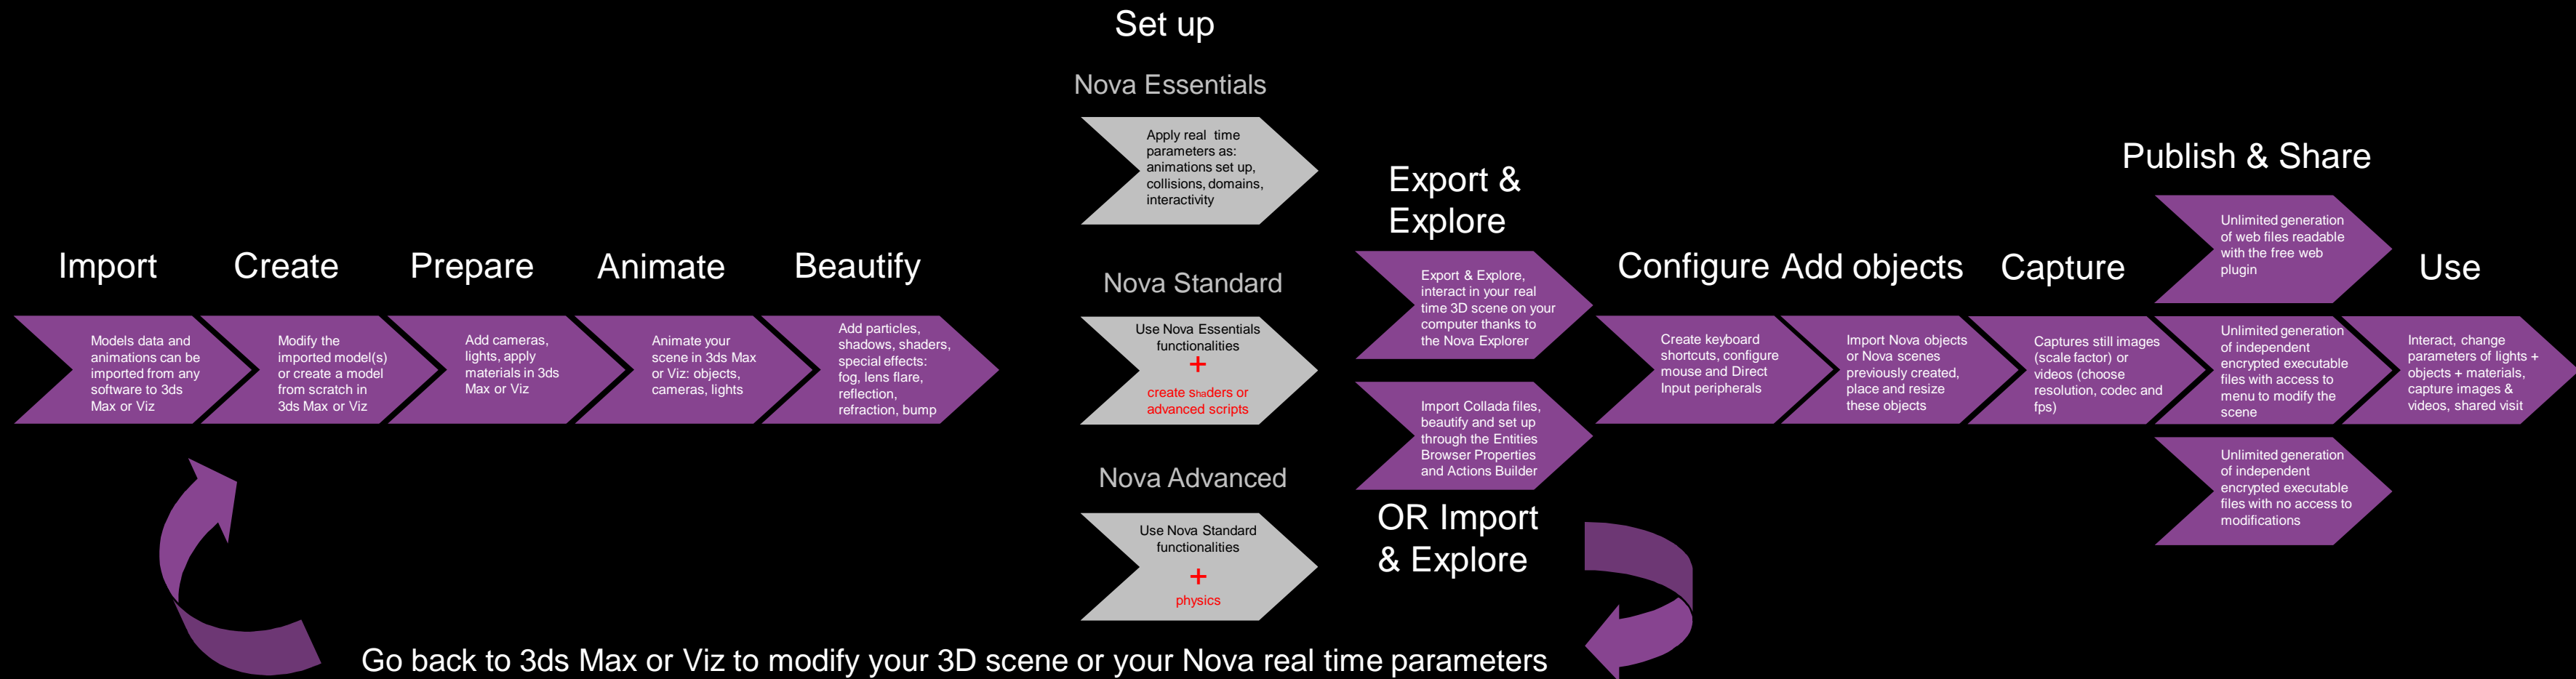 Import
Models data and
animations can be
imported from any
software to 3ds
Max or Viz
Create
Modify the
imported model(s)
or create a model
from scratch in
3ds Max or Viz
Prepare
Add cameras,
lights, apply
materials in 3ds
Max or Viz
Animate
Animate your
scene in 3ds Max
or Viz: objects,
cameras, lights
Beautify
Add particles,
shadows, shaders,
special effects:
fog, lens flare,
reflection,
refraction, bump
Set up
Nova Essentials
Apply real time
parameters as:
animations set up,
collisions, domains,
interactivity
Nova Standard
Use Nova Essentials
functionalities
+
create shaders or
advanced scripts
Nova Advanced
Use Nova Standard
functionalities
+
physics
Export &
Explore
Export & Explore,
interact in your real
time 3D scene on your
computer thanks to
the Nova Explorer
Import Collada files,
beautify and set up
through the Entities
Browser Properties
and Actions Builder
OR Import
& Explore
Configure
Create keyboard
shortcuts, configure
mouse and Direct
Input peripherals
Add objects
Import Nova objects
or Nova scenes
previously created,
place and resize
these objects
Capture
Captures still images
(scale factor) or
videos (choose
resolution, codec and
fps)
Publish & Share
Unlimited generation
of web files readable
with the free web
plugin
Unlimited generation
of independent
encrypted executable
files with access to
menu to modify the
scene
Unlimited generation
of independent
encrypted executable
files with no access to
modifications
Use
Interact, change
parameters of lights +
objects + materials,
capture images &
videos, shared visit
Go back to 3ds Max or Viz to modify your 3D scene or your Nova real time parameters